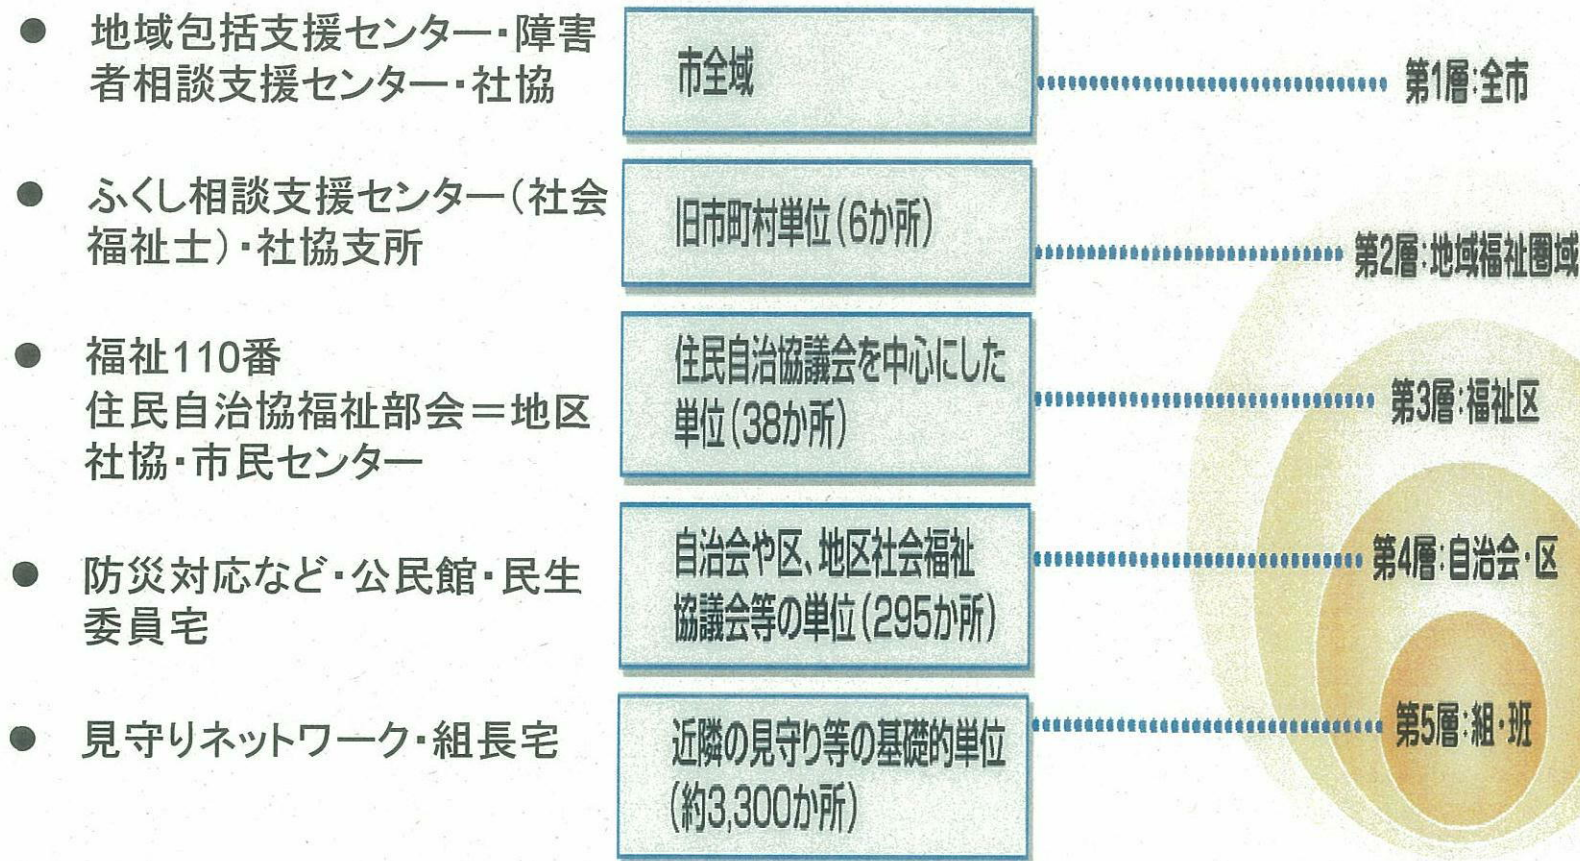 ● 地域包括支援センター・障害
者相談支援センター・社協
市全域
第1層:全市
● ふくし相談支援センター（社会
福祉士）・社協支所
旧市町村単位(6か所)
第2層:地域福祉圏域
● 福祉110番
住民自治協福祉部会＝地区
社協・市民センター
住民自治協議会を中心にした
単位(38か所)
第3層:福祉区
● 防災対応など・公民館・民生
委員宅
自治会や区、地区社会福祉
協議会等の単位(295か所)
第4層:自治会・区
● 見守りネットワーク・組長宅
近隣の見守り等の基礎的単位
(約3,300か所)
第5層:組・班